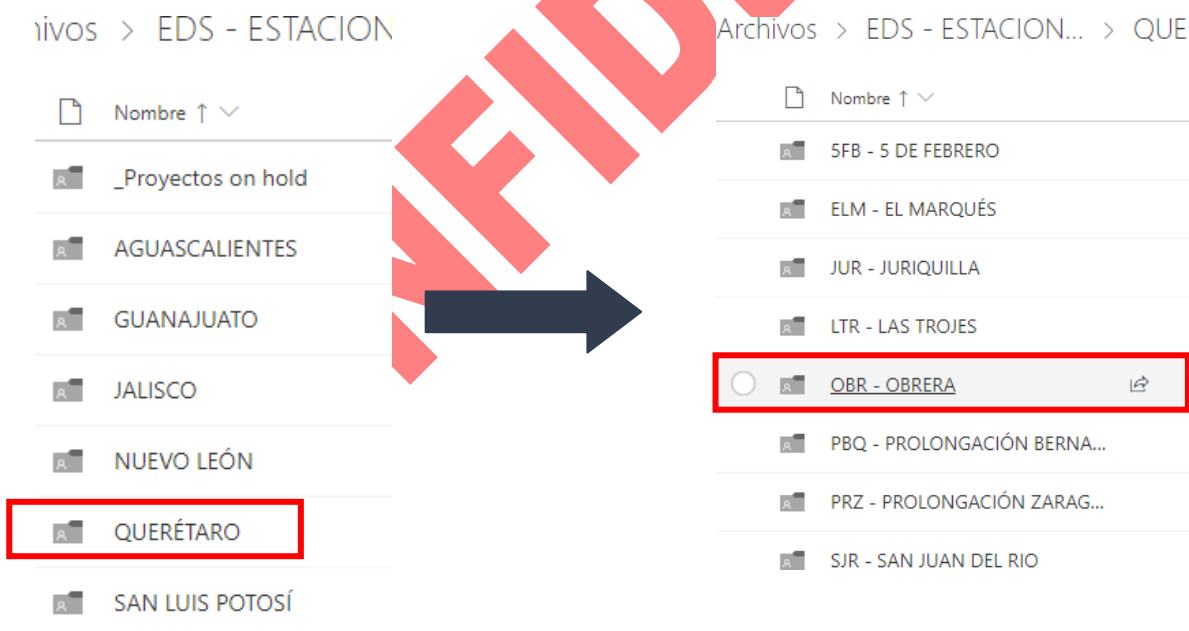 hivos > EDS - ESTACION
Nombre ↑
_Proyectos on hold
AGUASCALIENTES
GUANAJUATO
JALISCO
NUEVO LEÓN
QUERÉTARO
SAN LUIS POTOSÍ
Archivos > EDS - ESTACION... > QUE
Nombre ↑
5FB - 5 DE FEBRERO
ELM - EL MARQUÉS
JUR - JURIQUILLA
LTR - LAS TROJES
OBR - OBRERA
PBQ - PROLONGACIÓN BERNA...
PRZ - PROLONGACIÓN ZARAG...
SJR - SAN JUAN DEL RIO
NFID